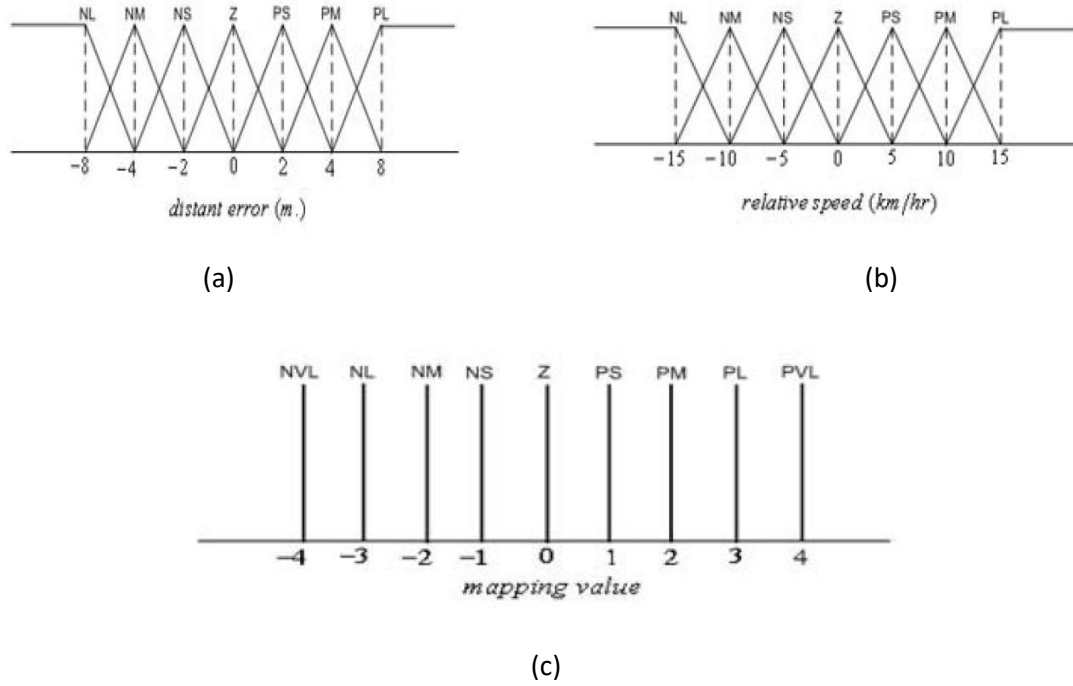 NL NM NS Z PS PM PL
−8 −4 −2 0 2 4 8
distant error (m.)
(a)
NL NM NS Z PS PM PL
−15 −10 −5 0 5 10 15
relative speed (km/hr)
(b)
NVL NL NM NS Z PS PM PL PVL
−4 −3 −2 −1 0 1 2 3 4
mapping value
(c)